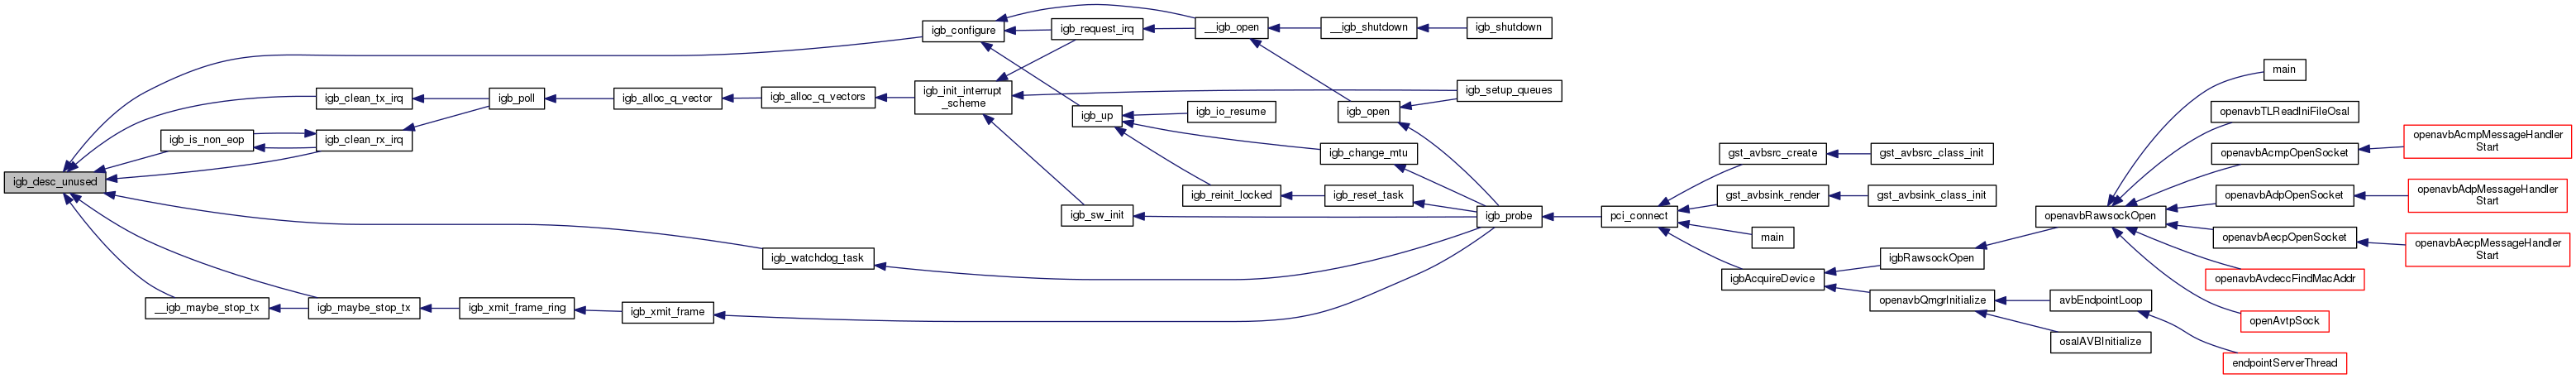 igb_desc_unused
igb_configure
igb_request_irq
__igb_open
__igb_shutdown
igb_shutdown
igb_clean_tx_irq
igb_poll
igb_alloc_q_vector
igb_alloc_q_vectors
igb_init_interrupt
_scheme
igb_setup_queues
igb_is_non_eop
igb_clean_rx_irq
igb_up
igb_io_resume
igb_open
igb_change_mtu
igb_reinit_locked
igb_reset_task
igb_sw_init
igb_probe
igb_watchdog_task
__igb_maybe_stop_tx
igb_maybe_stop_tx
igb_xmit_frame_ring
igb_xmit_frame
pci_connect
gst_avbsrc_create
gst_avbsrc_class_init
gst_avbsink_render
gst_avbsink_class_init
main
igbAcquireDevice
igbRawsockOpen
openavbQmgrInitialize
avbEndpointLoop
osalAVBInitialize
openavbRawsockOpen
main
openavbTLReadIniFileOsal
openavbAcmpOpenSocket
openavbAcmpMessageHandler
Start
openavbAdpOpenSocket
openavbAdpMessageHandler
Start
openavbAecpOpenSocket
openavbAecpMessageHandler
Start
openavbAvdeccFindMacAddr
openAvtpSock
endpointServerThread